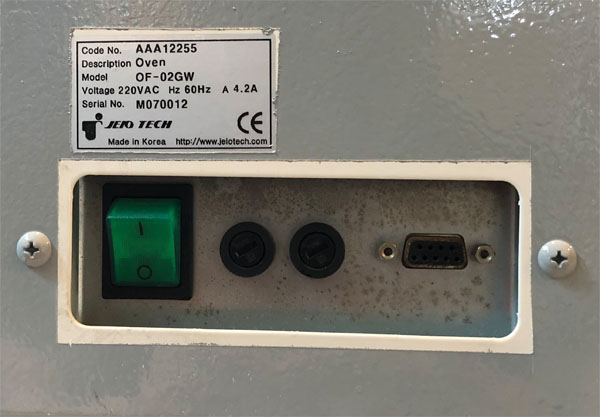 Code No. AAA12255
Description Oven
Model OF-02GW
Voltage 220VAC Hz 60Hz A 4.2A
Serial No. M070012
JEIO TECH CE
Made in Korea http://www.jeiotech.com
I
O